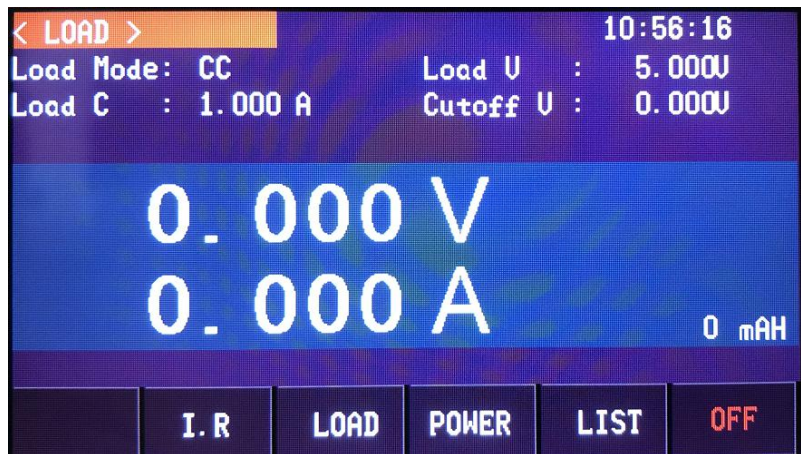 < LOAD > 10:56:16
Load Mode: CC Load V : 5.000V
Load C : 1.000 A Cutoff V : 0.000V
0.000 V
0.000 A
0 mAH
I.R LOAD POWER LIST OFF